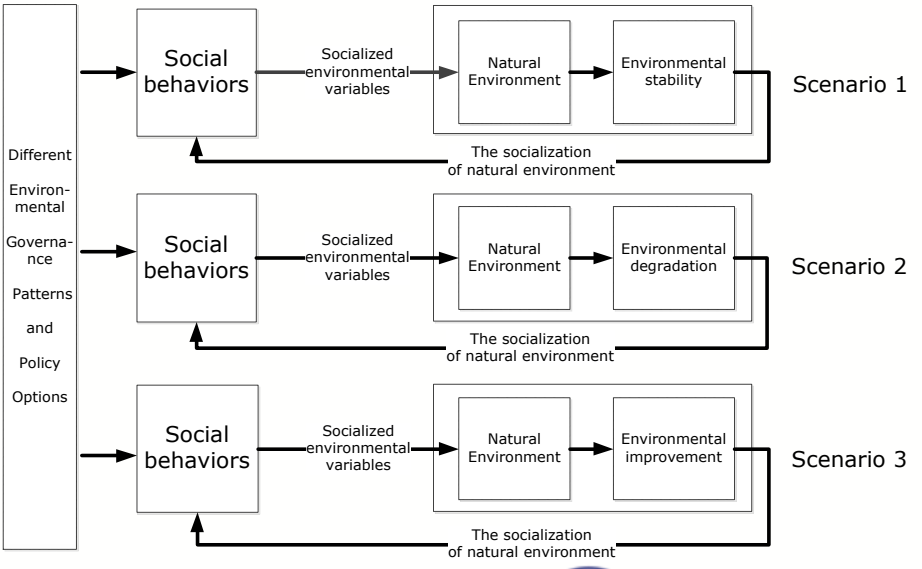 Different
Environ-
mental
Governa-
nce
Patterns
and
Policy
Options
Social
behaviors
Socialized
environmental
variables
Natural
Environment
Environmental
stability
Scenario 1
The socialization
of natural environment
Social
behaviors
Socialized
environmental
variables
Natural
Environment
Environmental
degradation
Scenario 2
The socialization
of natural environment
Social
behaviors
Socialized
environmental
variables
Natural
Environment
Environmental
improvement
Scenario 3
The socialization
of natural environment